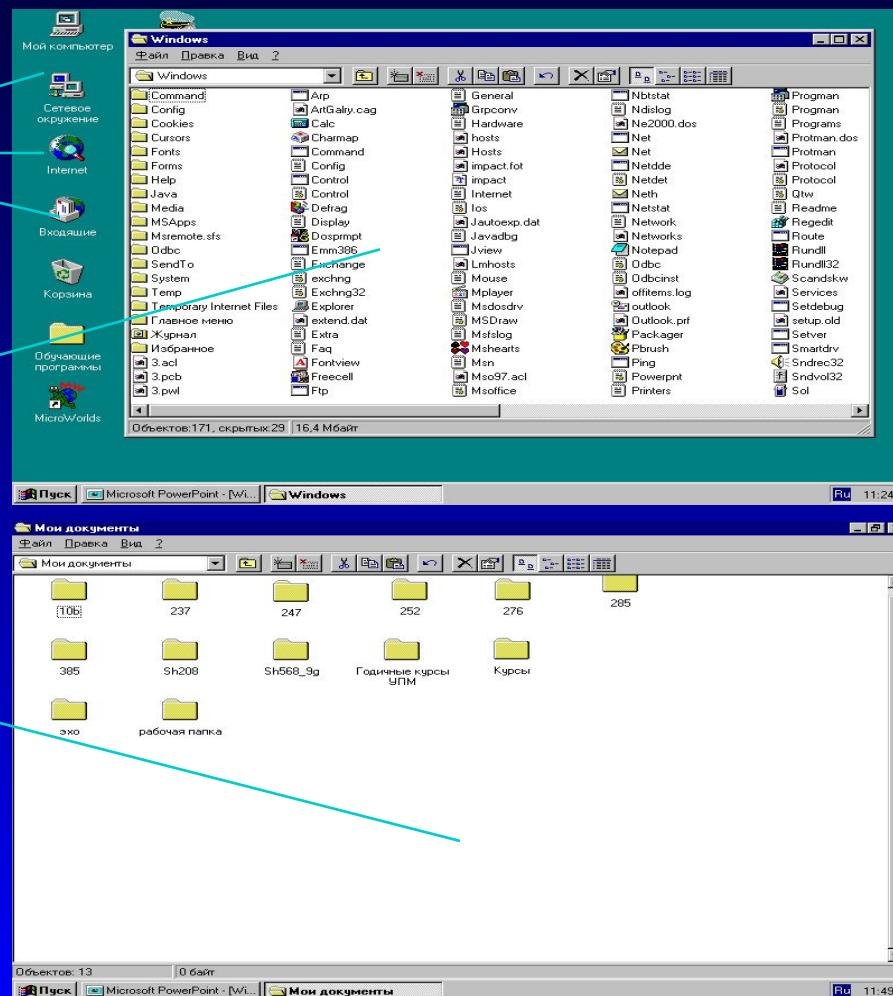 Мой компьютер
Сетевое
окружение
Internet
Входящие
Корзина
Обучающие
программы
MicroWorlds
Windows
Файл Правка Вид ?
Windows
Command
Config
Cookies
Cursors
Fonts
Forms
Help
Java
Media
MSApps
Msremote.sfs
Odbc
SendTo
System
Temp
Temporary Internet Files
Главное меню
Журнал
Избранное
3.acl
3.pcb
3.pwl
Arp
ArtGalry.cag
Calc
Charmap
Command
Config
Control
Control
Defrag
Display
Dosprmpt
Emm386
Exchange
exchng
Exchng32
Explorer
extend.dat
Extra
Faq
Fontview
Freecell
Ftp
General
Grpconv
Hardware
hosts
Hosts
impact.fot
impact
Internet
Ios
Jautoexp.dat
Javadbg
Jview
Lmhosts
Mouse
Mplayer
Msdosdrv
MSDraw
Msfslog
Mshearts
Msn
Mso97.acl
Msoffice
Nbtstat
Ndislog
Ne2000.dos
Net
Net
Netdde
Netdet
Neth
Netstat
Network
Networks
Notepad
Odbc
Odbcinst
offitems.log
outlook
Outlook.prf
Packager
Pbrush
Ping
Powerpnt
Printers
Progman
Progman
Programs
Protman.dos
Protman
Protocol
Protocol
Qtw
Readme
Regedit
Route
Rundll
Rundll32
Scandskw
Services
Setdebug
setup.old
Setver
Smartdrv
Sndrec32
Sndvol32
Sol
Объектов:171, скрытых:29 16,4 Мбайт
Пуск Microsoft PowerPoint - [Wi... Windows Ru 11:24
Мои документы
Файл Правка Вид ?
Мои документы
10b 237 247 252 276 285
385 Sh208 Sh568_9g Годичные курсы
УПМ
Курсы
эхо рабочая папка
Объектов: 13 0 байт
Пуск Microsoft PowerPoint - [Wi... Мои документы Ru 11:49